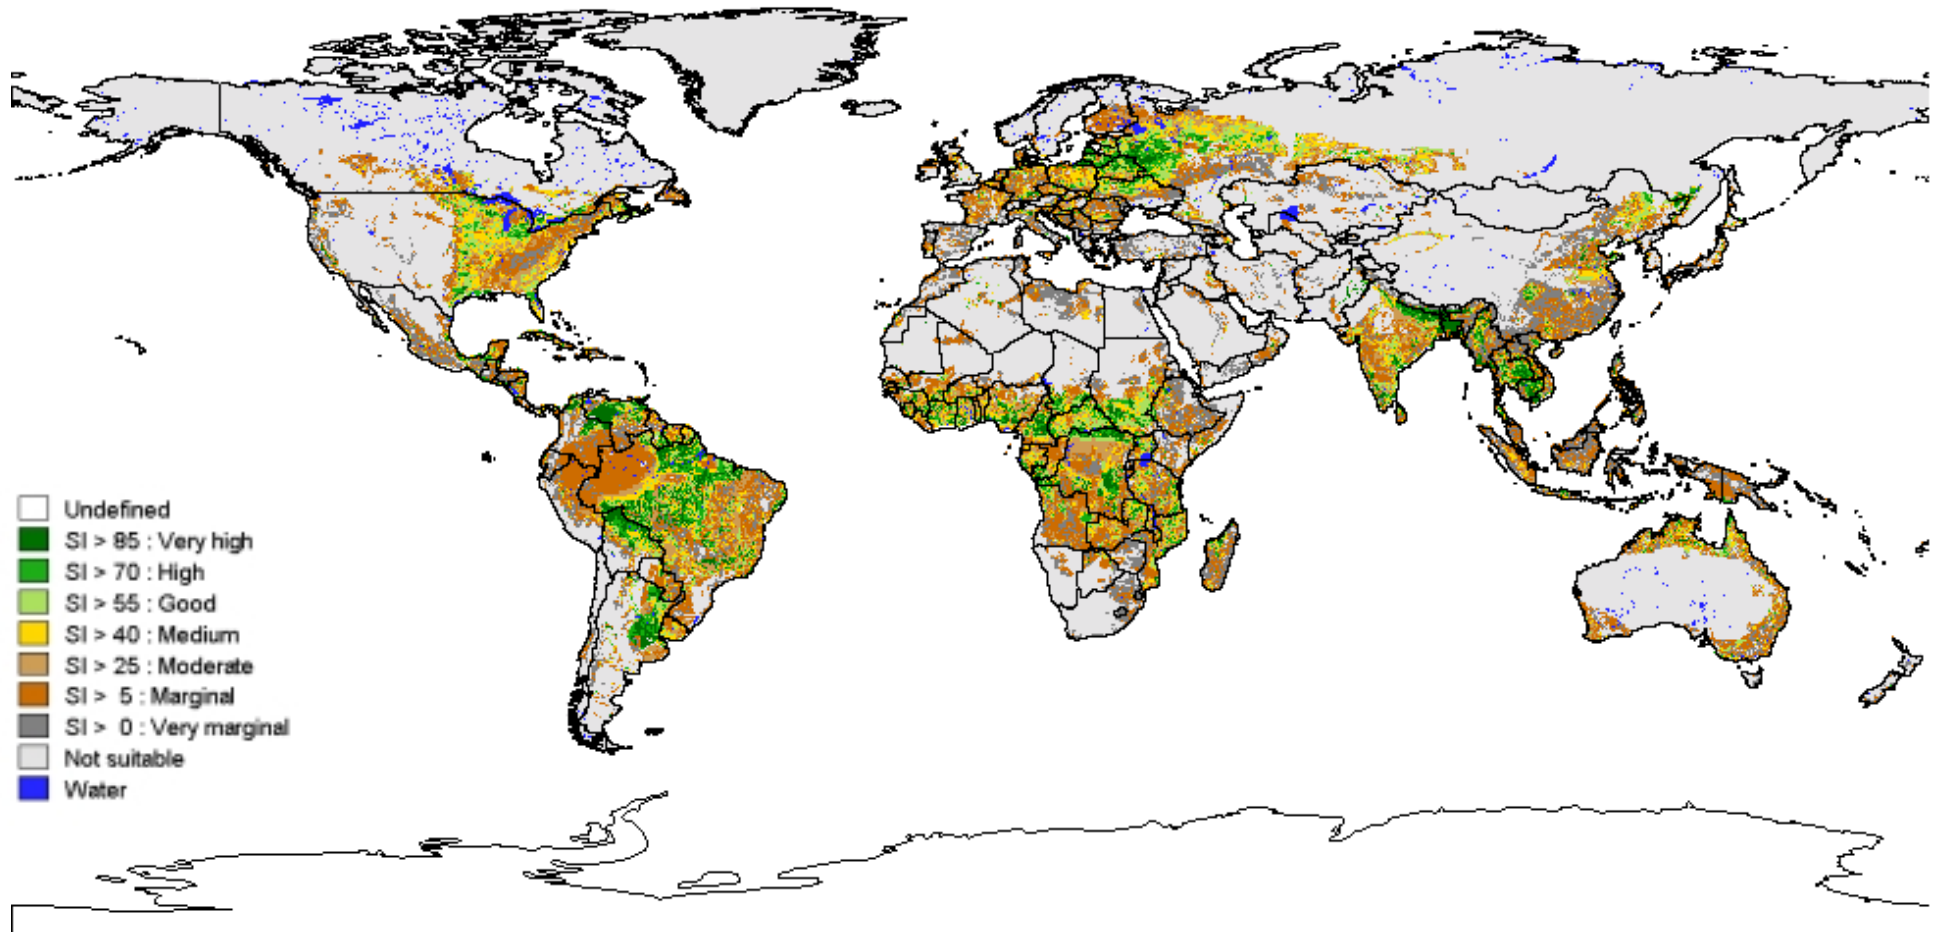 Undefined
SI > 85 : Very high
SI > 70 : High
SI > 55 : Good
SI > 40 : Medium
SI > 25 : Moderate
SI > 5 : Marginal
SI > 0 : Very marginal
Not suitable
Water